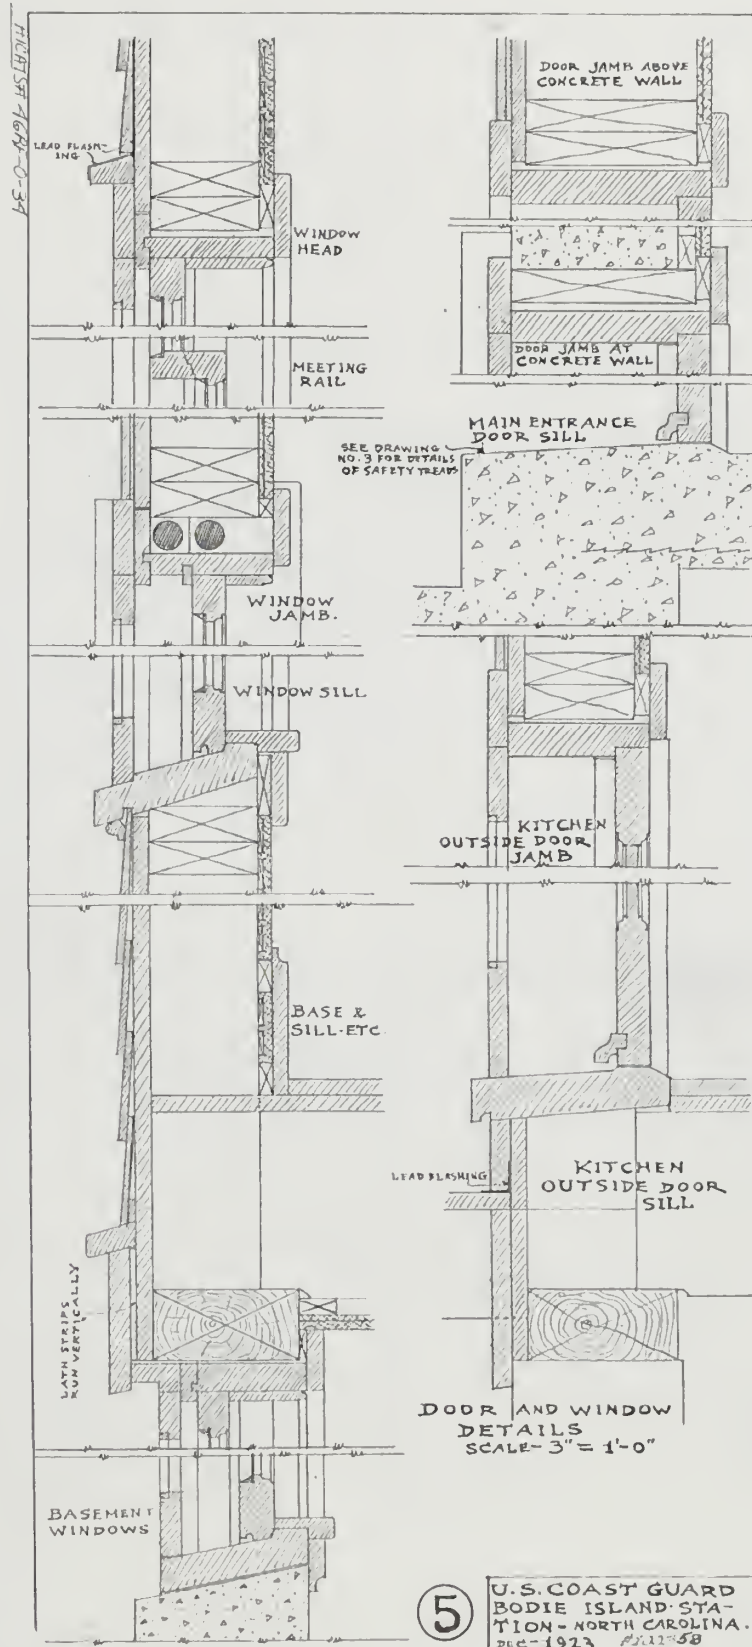 LEAD FLASH-
ING
WINDOW
HEAD
MEETING
RAIL
WINDOW
JAMB.
WINDOW SILL
BASE &
SILL-ETC
LATH STRIPS
RUN VERTICALLY
BASEMENT
WINDOWS
DOOR JAMB ABOVE
CONCRETE WALL
DOOR JAMB AT
CONCRETE WALL
MAIN ENTRANCE
DOOR SILL
SEE DRAWING
NO. 3 FOR DETAILS
OF SAFETY TREADS
KITCHEN
OUTSIDE DOOR
JAMB
LEAD FLASHING
KITCHEN
OUTSIDE DOOR
SILL
DOOR AND WINDOW
DETAILS
SCALE- 3" = 1'-0"
5
U.S. COAST GUARD
BODIE ISLAND STA-
TION - NORTH CAROLINA.
DEC-1923